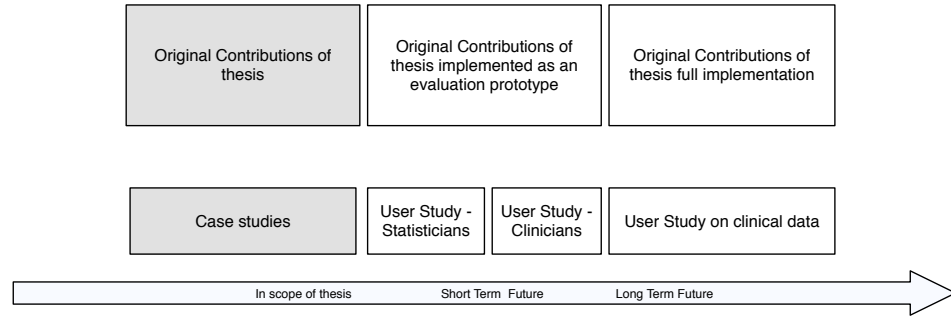 Original Contributions of
thesis
Original Contributions of
thesis implemented as an
evaluation prototype
Original Contributions of
thesis full implementation
Case studies
User Study -
Statisticians
User Study -
Clinicians
User Study on clinical data
In scope of thesis
Short Term Future
Long Term Future